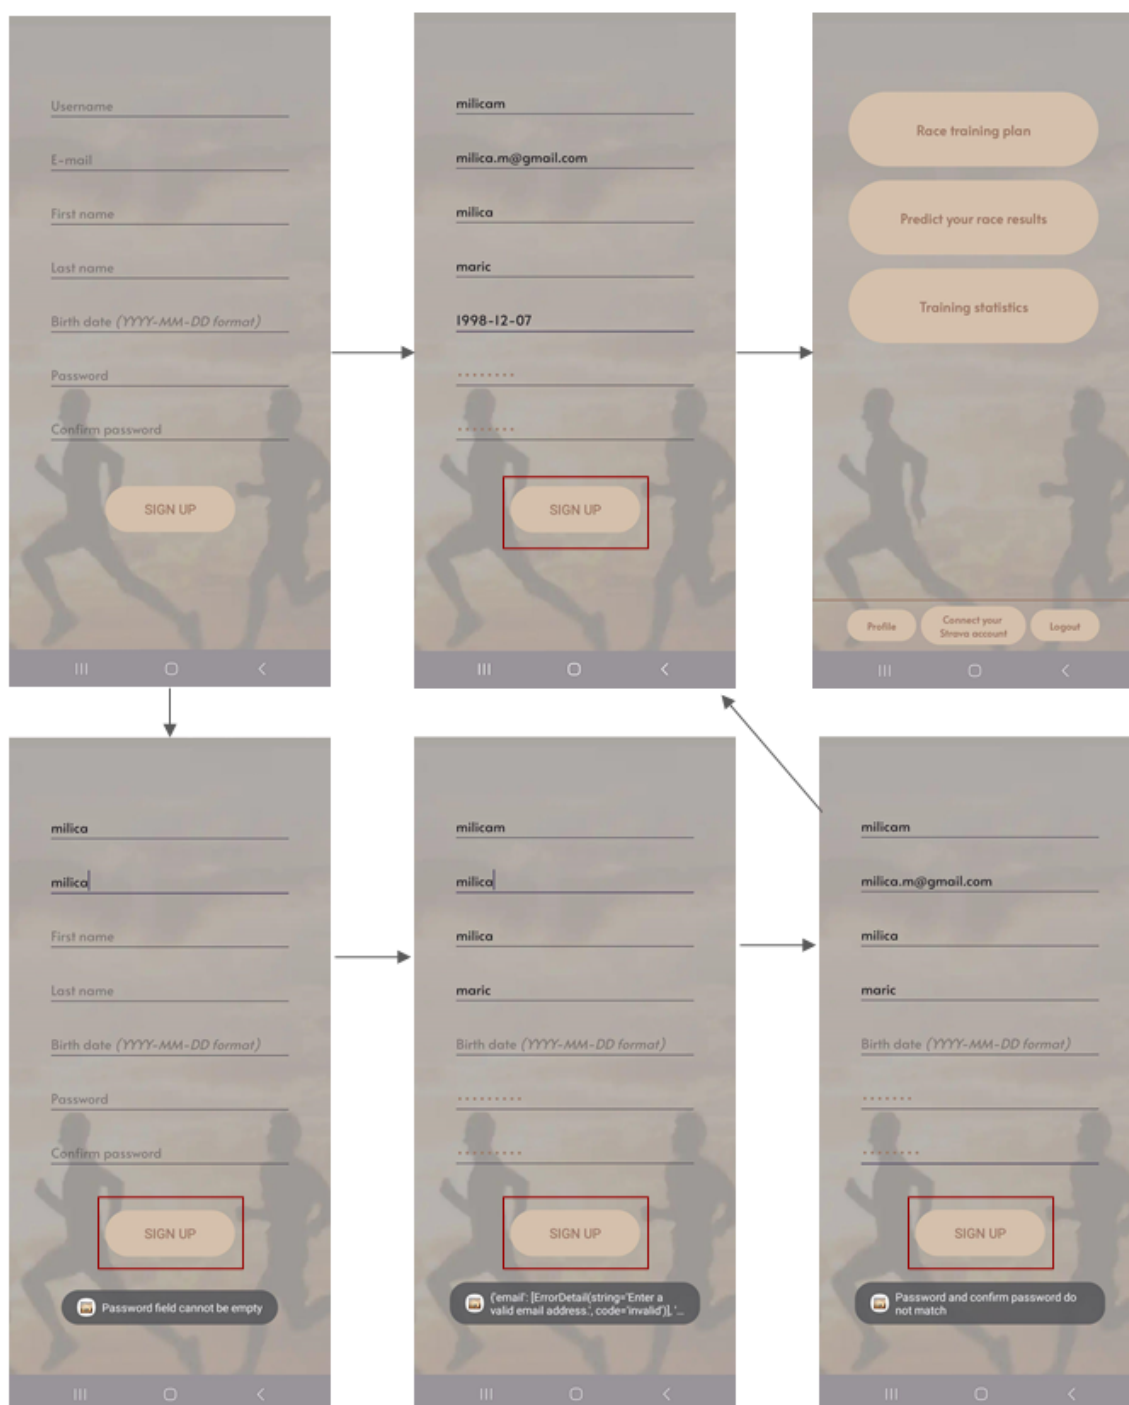 Username
E-mail
First name
Last name
Birth date (YYYY-MM-DD format)
Password
Confirm password
SIGN UP
milicam
milica.m@gmail.com
milica
maric
1998-12-07
SIGN UP
Race training plan
Predict your race results
Training statistics
Profile
Connect your
Strava account
Logout
milica
milica
First name
Last name
Birth date (YYYY-MM-DD format)
Password
Confirm password
SIGN UP
Password field cannot be empty
milicam
milica
milica
maric
Birth date (YYYY-MM-DD format)
SIGN UP
{'email': [ErrorDetail(string='Enter a
valid email address.', code='invalid')], '...
milicam
milica.m@gmail.com
milica
maric
Birth date (YYYY-MM-DD format)
SIGN UP
Password and confirm password do
not match